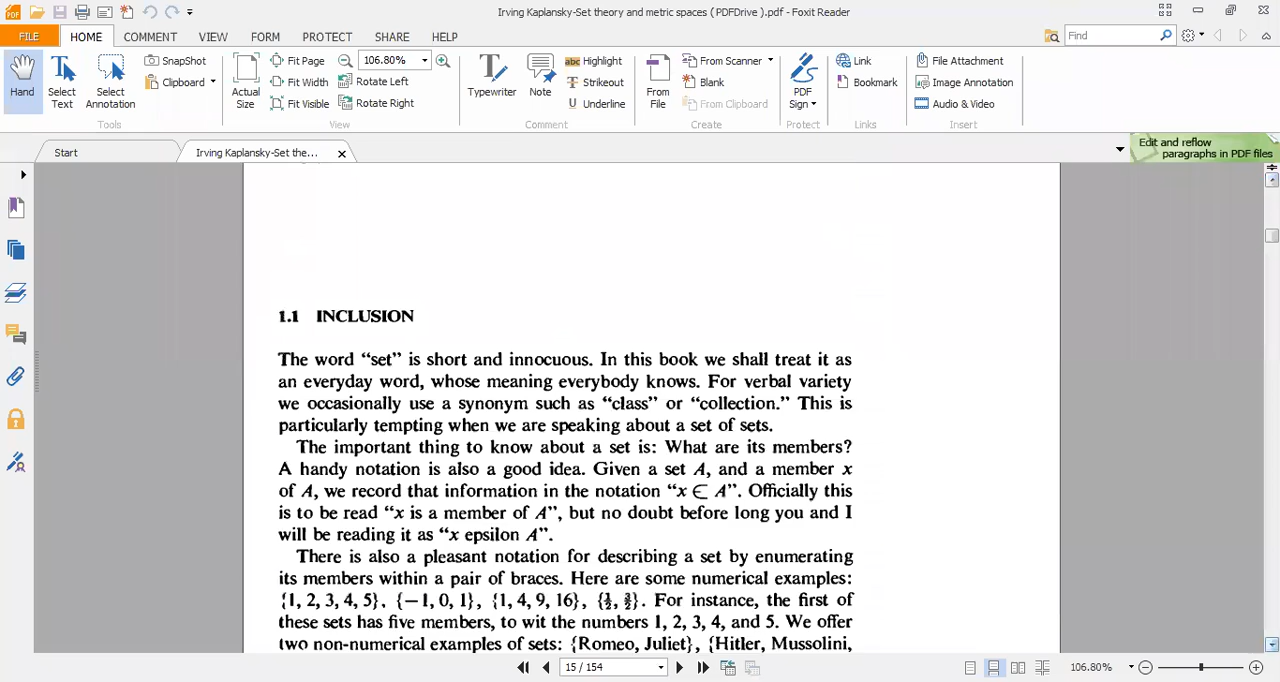 Irving Kaplansky-Set theory and metric spaces ( PDFDrive ).pdf - Foxit Reader
FILE HOME COMMENT VIEW FORM PROTECT SHARE HELP Find
Hand
Select Text
Select Annotation
SnapShot
Clipboard
Tools
Actual Size
Fit Page
Fit Width
Fit Visible
106.80%
Rotate Left
Rotate Right
View
Typewriter
Note
Highlight
Strikeout
Underline
Comment
From File
From Scanner
Blank
From Clipboard
Create
PDF Sign
Protect
Link
Bookmark
Links
File Attachment
Image Annotation
Audio & Video
Insert
Start
Irving Kaplansky-Set the...
Edit and reflow
paragraphs in PDF files
1.1 INCLUSION
The word “set” is short and innocuous. In this book we shall treat it as
an everyday word, whose meaning everybody knows. For verbal variety
we occasionally use a synonym such as “class” or “collection.” This is
particularly tempting when we are speaking about a set of sets.
The important thing to know about a set is: What are its members?
A handy notation is also a good idea. Given a set A, and a member x
of A, we record that information in the notation “x ∈ A”. Officially this
is to be read “x is a member of A”, but no doubt before long you and I
will be reading it as “x epsilon A”.
There is also a pleasant notation for describing a set by enumerating
its members within a pair of braces. Here are some numerical examples:
{1, 2, 3, 4, 5}, {−1, 0, 1}, {1, 4, 9, 16}, {½, 3/2}. For instance, the first of
these sets has five members, to wit the numbers 1, 2, 3, 4, and 5. We offer
two non-numerical examples of sets: {Romeo, Juliet}, {Hitler, Mussolini,
15 / 154
106.80%